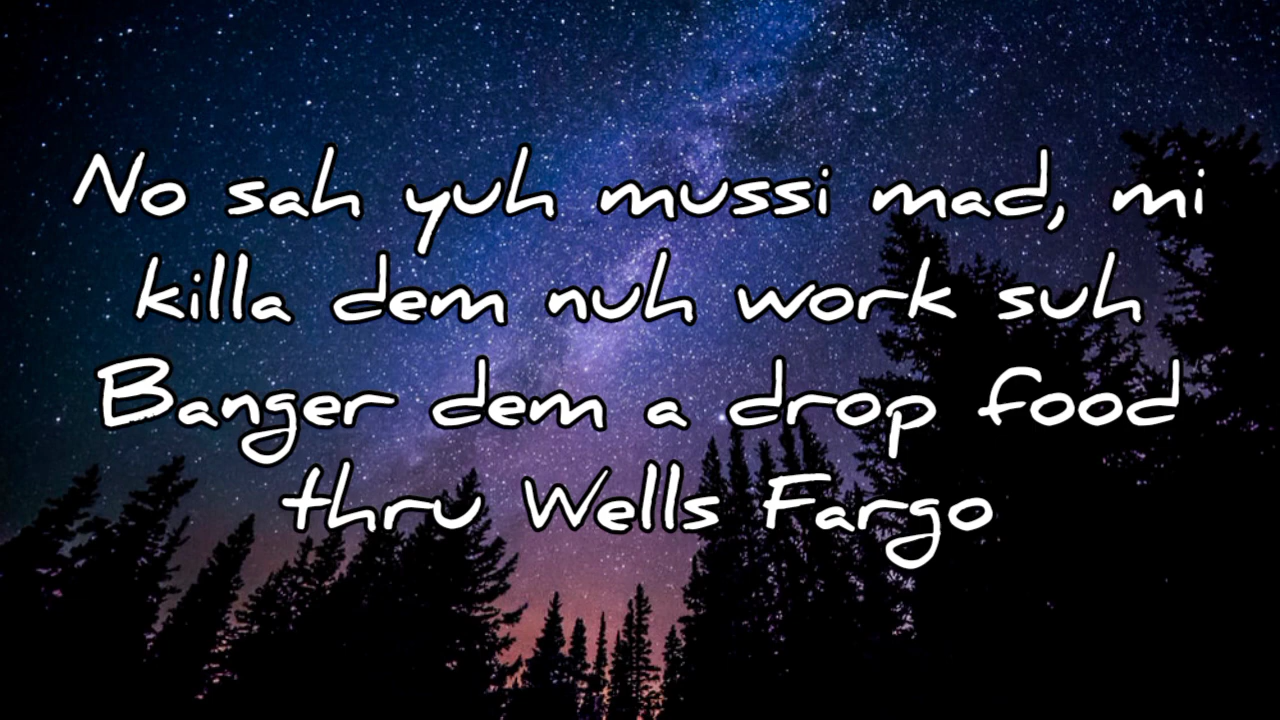 No sah yuh mussi mad, mi
killa dem nuh work suh
Banger dem a drop food
thru Wells Fargo